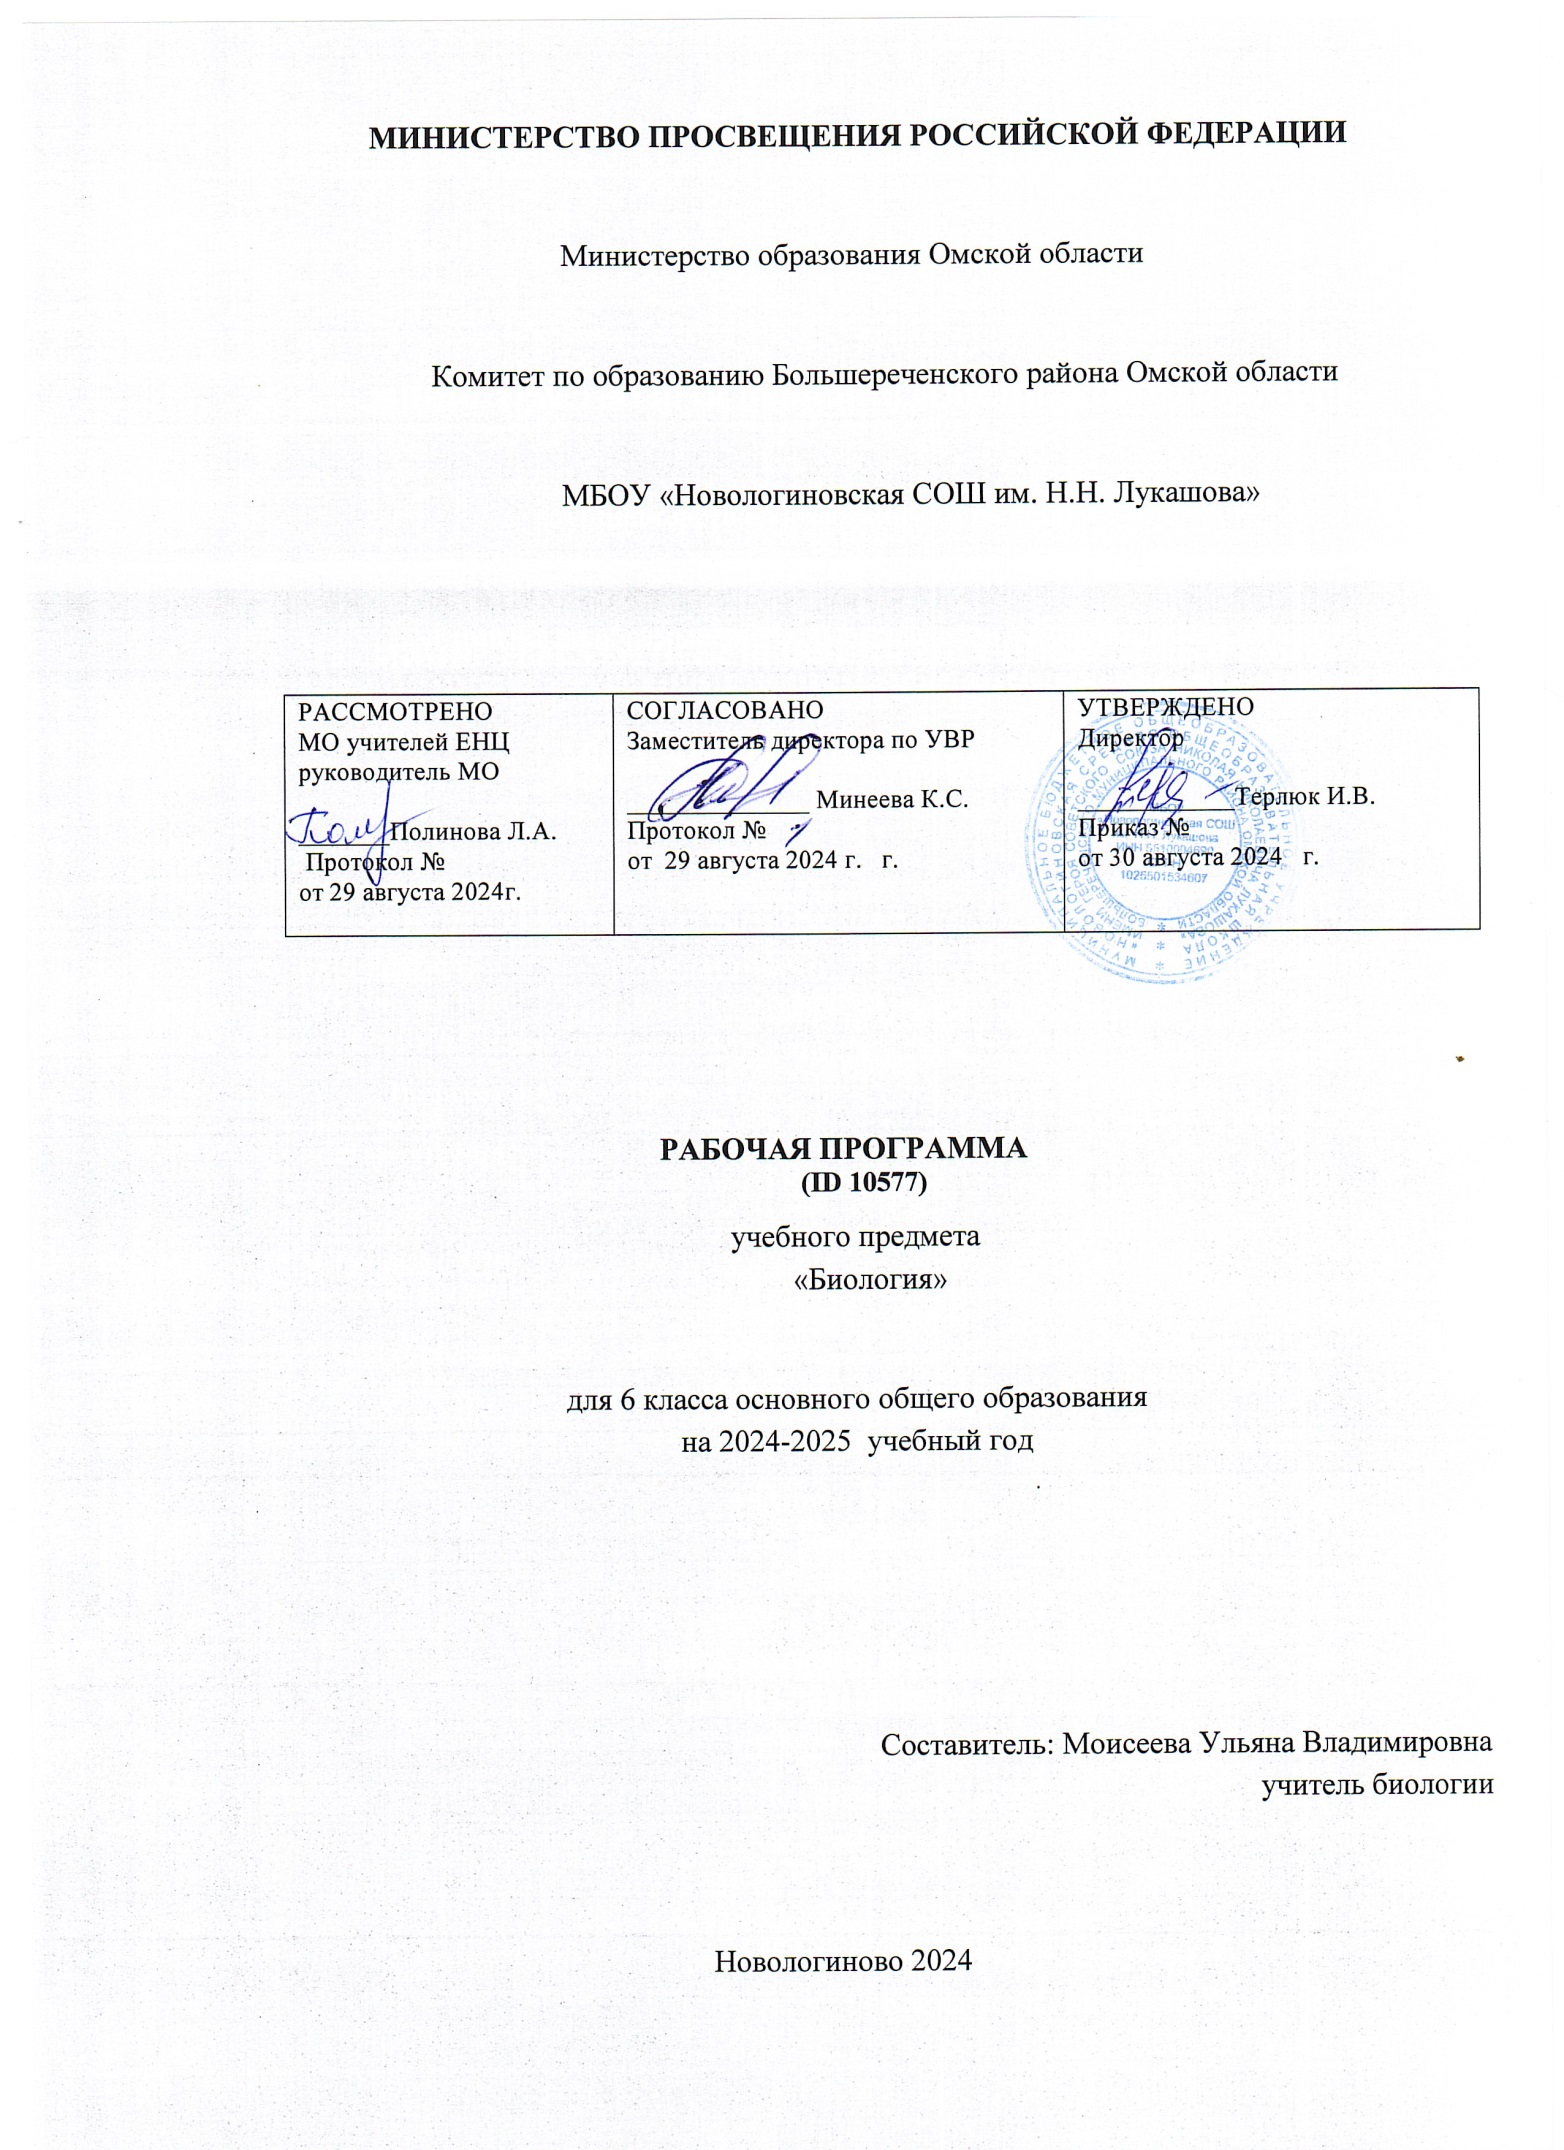 МИНИСТЕРСТВО ПРОСВЕЩЕНИЯ РОССИЙСКОЙ ФЕДЕРАЦИИ
Министерство образования Омской области
Комитет по образованию Большереченского района Омской области
МБОУ «Новологиновская СОШ им. Н.Н. Лукашова»
РАССМОТРЕНО
МО учителей ЕНЦ
руководитель МО
Полинова Л.А.
Протокол №
от 29 августа 2024г.
СОГЛАСОВАНО
Заместитель директора по УВР
Минеева К.С.
Протокол № 1
от 29 августа 2024 г. г.
УТВЕРЖДЕНО
Директор
Терлюк И.В.
Приказ №
от 30 августа 2024 г.
1025501534607
РАБОЧАЯ ПРОГРАММА
(ID 10577)
учебного предмета
«Биология»
для 6 класса основного общего образования
на 2024-2025 учебный год
Составитель: Моисеева Ульяна Владимировна
учитель биологии
Новологиново 2024